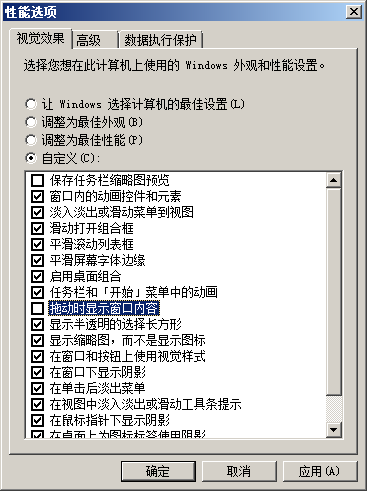 性能选项
视觉效果 高级 数据执行保护
选择您想在此计算机上使用的 Windows 外观和性能设置。
让 Windows 选择计算机的最佳设置(L)
调整为最佳外观(B)
调整为最佳性能(P)
自定义(C):
保存任务栏缩略图预览
窗口内的动画控件和元素
淡入淡出或滑动菜单到视图
滑动打开组合框
平滑滚动列表框
平滑屏幕字体边缘
启用桌面组合
任务栏和「开始」菜单中的动画
拖动时显示窗口内容
显示半透明的选择长方形
显示缩略图，而不是显示图标
在窗口和按钮上使用视觉样式
在窗口下显示阴影
在单击后淡出菜单
在视图中淡入淡出或滑动工具条提示
在鼠标指针下显示阴影
在桌面上为图标标签使用阴影
确定 取消 应用(A)